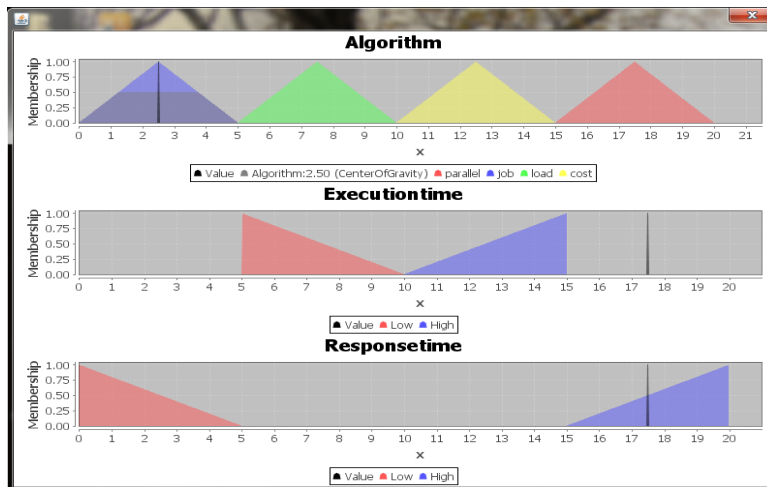 Algorithm
Membership
1.00
0.75
0.50
0.25
0.00
0 1 2 3 4 5 6 7 8 9 10 11 12 13 14 15 16 17 18 19 20 21
x
Value Algorithm:2.50 (CenterOfGravity) parallel job load cost
Executiontime
Membership
1.00
0.75
0.50
0.25
0.00
0 1 2 3 4 5 6 7 8 9 10 11 12 13 14 15 16 17 18 19 20
x
Value Low High
Responsetime
Membership
1.00
0.75
0.50
0.25
0.00
0 1 2 3 4 5 6 7 8 9 10 11 12 13 14 15 16 17 18 19 20
x
Value Low High